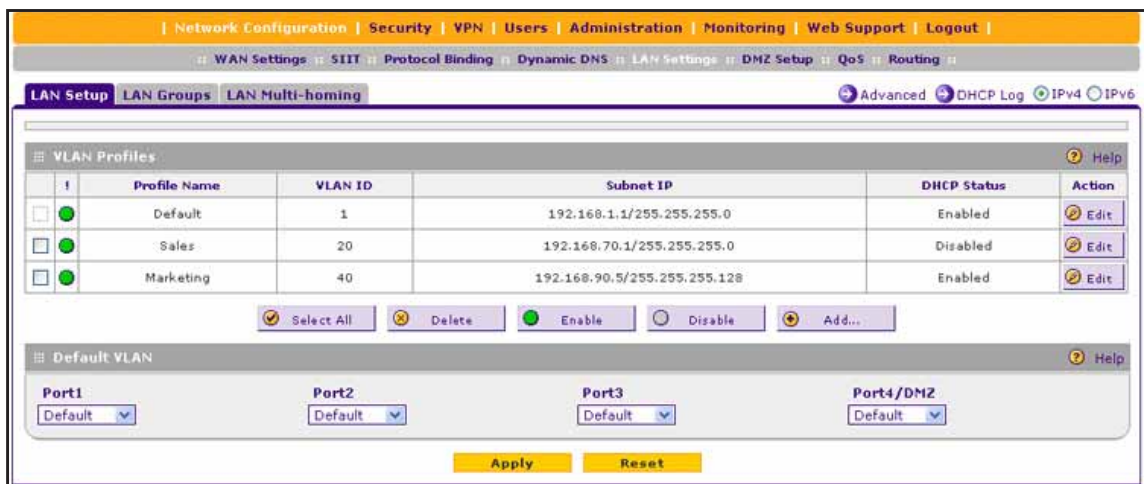 | Network Configuration | Security | VPN | Users | Administration | Monitoring | Web Support | Logout |
:: WAN Settings :: SIIT :: Protocol Binding :: Dynamic DNS :: LAN Settings :: DMZ Setup :: QoS :: Routing ::
LAN Setup LAN Groups LAN Multi-homing Advanced DHCP Log IPv4 IPv6
VLAN Profiles ? Help
! Profile Name VLAN ID Subnet IP DHCP Status Action
Default 1 192.168.1.1/255.255.255.0 Enabled Edit
Sales 20 192.168.70.1/255.255.255.0 Disabled Edit
Marketing 40 192.168.90.5/255.255.255.128 Enabled Edit
Select All Delete Enable Disable Add...
Default VLAN ? Help
Port1 Port2 Port3 Port4/DMZ
Default Default Default Default
Apply Reset